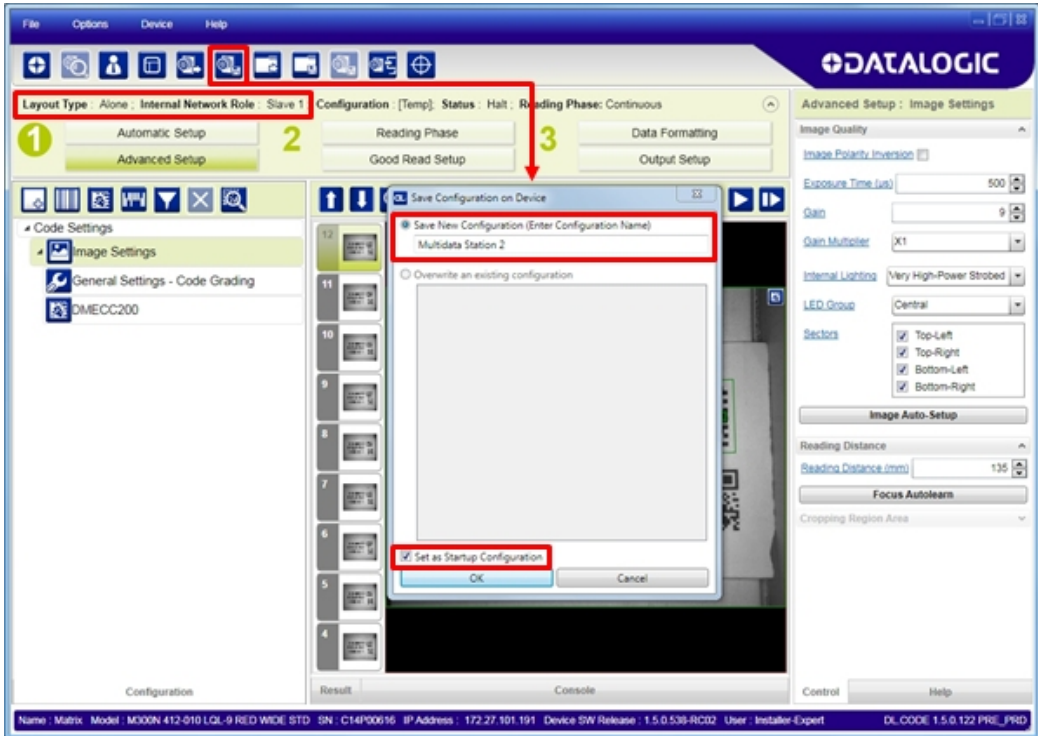 File Options Device Help
DATALOGIC
Layout Type : Alone ; Internal Network Role : Slave 1 Configuration : [Temp]; Status : Halt ; Reading Phase: Continuous
Advanced Setup : Image Settings
1 Automatic Setup 2 Reading Phase 3 Data Formatting
Advanced Setup Good Read Setup Output Setup
Image Quality
Image Polarity Inversion
Exposure Time (us) 500
Gain 9
Gain Multiplier X1
Internal Lighting Very High-Power Strobed
LED Group Central
Sectors Top-Left
Top-Right
Bottom-Left
Bottom-Right
Image Auto-Setup
Reading Distance
Reading Distance (mm) 135
Focus Autolearn
Cropping Region Area
Code Settings
Image Settings
General Settings - Code Grading
DMECC200
12
11
10
9
8
7
6
5
4
Save Configuration on Device
Save New Configuration (Enter Configuration Name)
Multidata Station 2
Overwrite an existing configuration
Set as Startup Configuration
OK Cancel
Configuration Result Console Control Help
Name : Matrix Model : M300N 412-010 LQL-9 RED WIDE STD SN : C14P00616 IP Address : 172.27.101.191 Device SW Release : 1.5.0.538-RC02 User : Installer-Expert DL.CODE 1.5.0.122 PRE_PRD